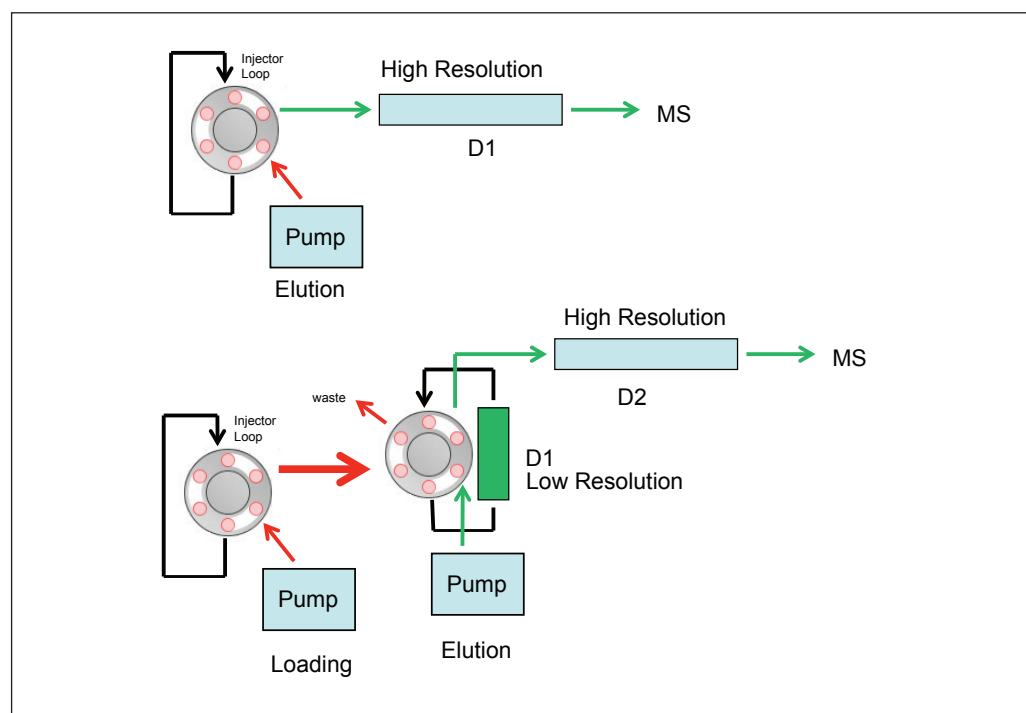 Injector
Loop
High Resolution
D1
MS
Pump
Elution
High Resolution
D2
MS
waste
Injector
Loop
D1
Low Resolution
Pump
Loading
Pump
Elution